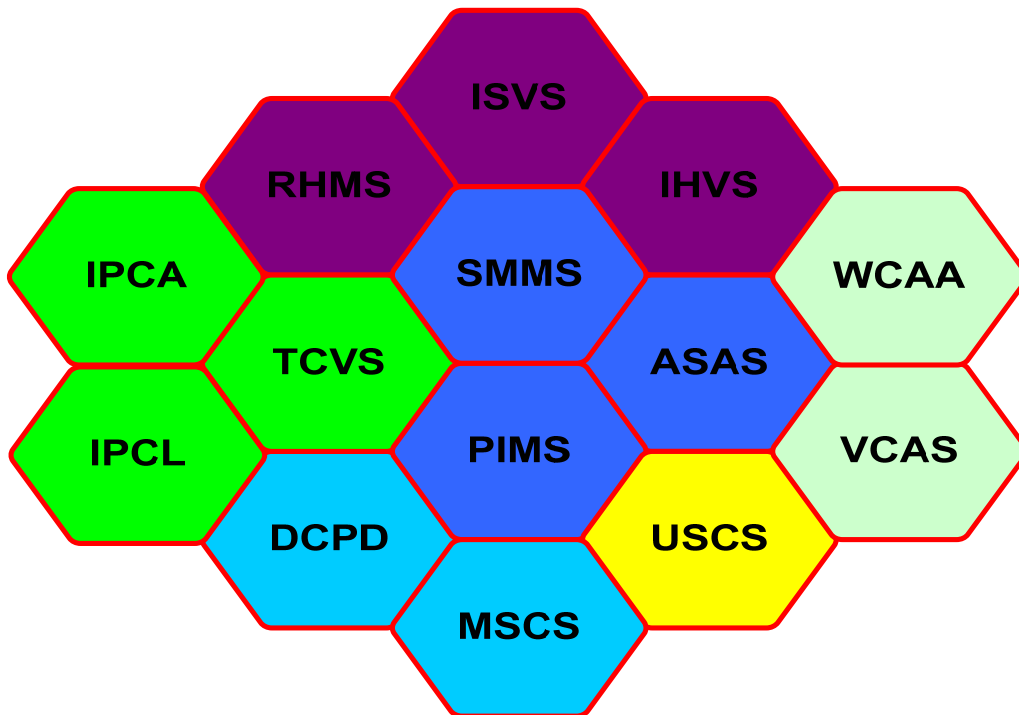 ISVS
RHMS
IHVS
IPCA
SMMS
WCAA
TCVS
ASAS
IPCL
PIMS
VCAS
DCPD
USCS
MSCS